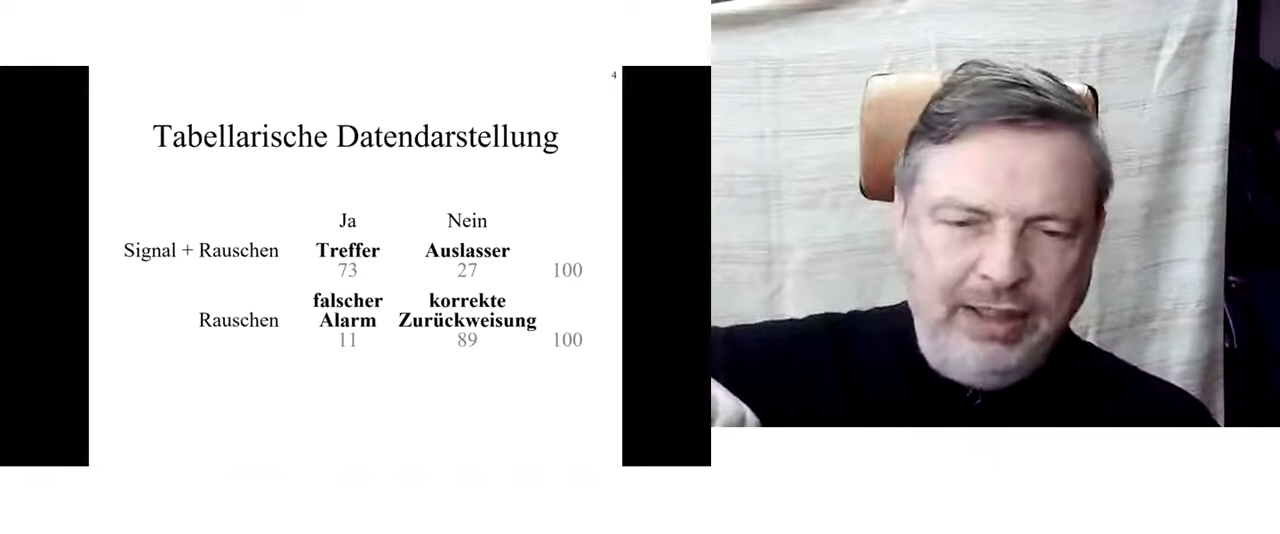 4
Tabellarische Datendarstellung
Ja Nein
Signal + Rauschen Treffer Auslasser
73 27 100
falscher korrekte
Rauschen Alarm Zurückweisung
11 89 100